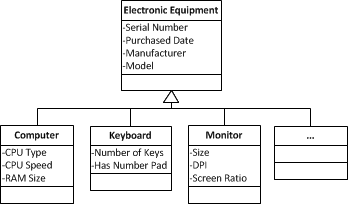 Electronic Equipment
-Serial Number
-Purchased Date
-Manufacturer
-Model
Computer
-CPU Type
-CPU Speed
-RAM Size
Keyboard
-Number of Keys
-Has Number Pad
Monitor
-Size
-DPI
-Screen Ratio
...